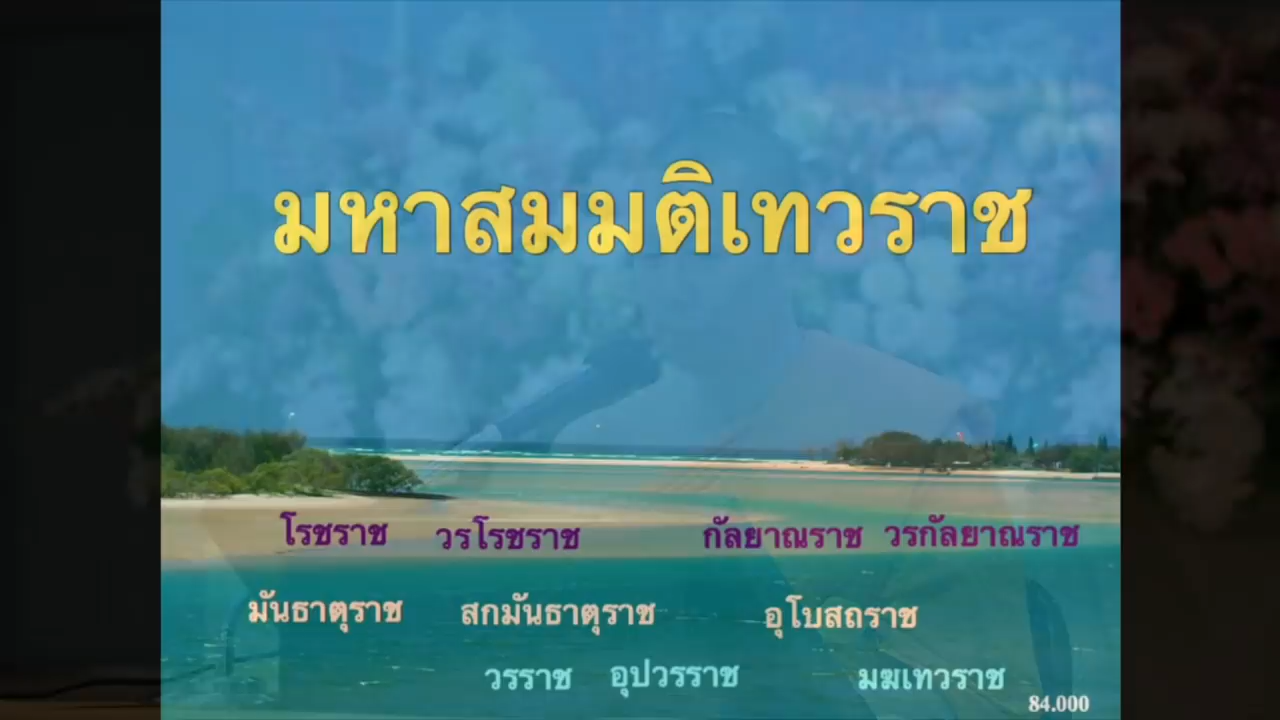 มหาสมมติเทวราช
โรชราช วรโรชราช กัลยาณราช วรกัลยาณราช
มันธาตุราช สกมันธาตุราช อุโบสถราช
วรราช อุปวรราช มฆเทวราช
84.000